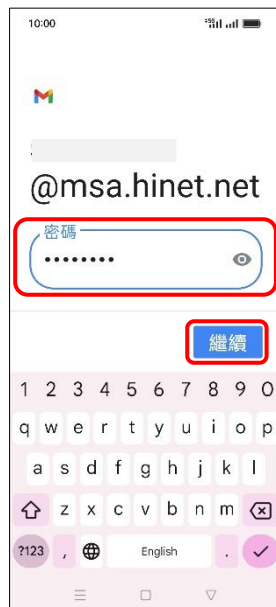 10:00
@msa.hinet.net
密碼
••••••••
繼續
1 2 3 4 5 6 7 8 9 0
q w e r t y u i o p
a s d f g h j k l
z x c v b n m
?123 , English .